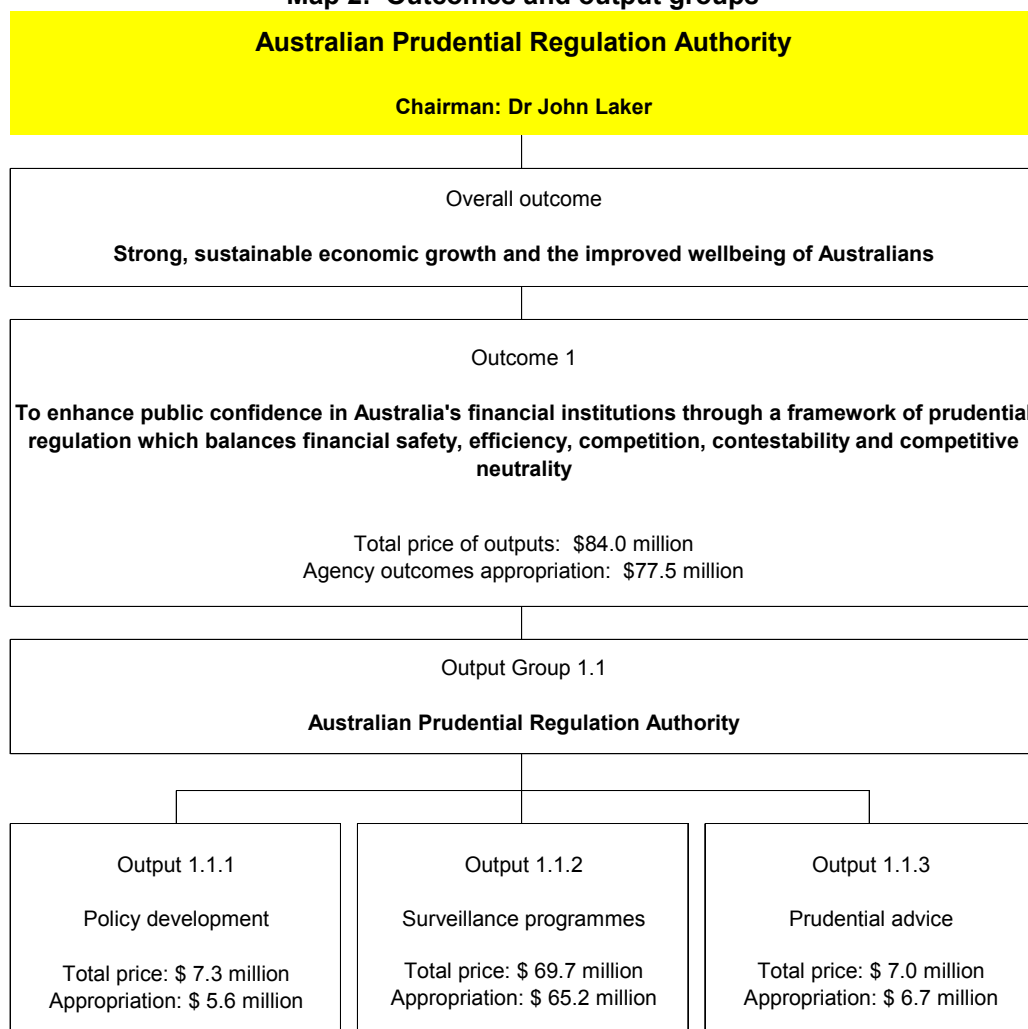 Map 2: Outcomes and output groups
Australian Prudential Regulation Authority
Chairman: Dr John Laker
Overall outcome
Strong, sustainable economic growth and the improved wellbeing of Australians
Outcome 1
To enhance public confidence in Australia's financial institutions through a framework of prudential
regulation which balances financial safety, efficiency, competition, contestability and competitive
neutrality
Total price of outputs: $84.0 million
Agency outcomes appropriation: $77.5 million
Output Group 1.1
Australian Prudential Regulation Authority
Output 1.1.1
Policy development
Total price: $ 7.3 million
Appropriation: $ 5.6 million
Output 1.1.2
Surveillance programmes
Total price: $ 69.7 million
Appropriation: $ 65.2 million
Output 1.1.3
Prudential advice
Total price: $ 7.0 million
Appropriation: $ 6.7 million